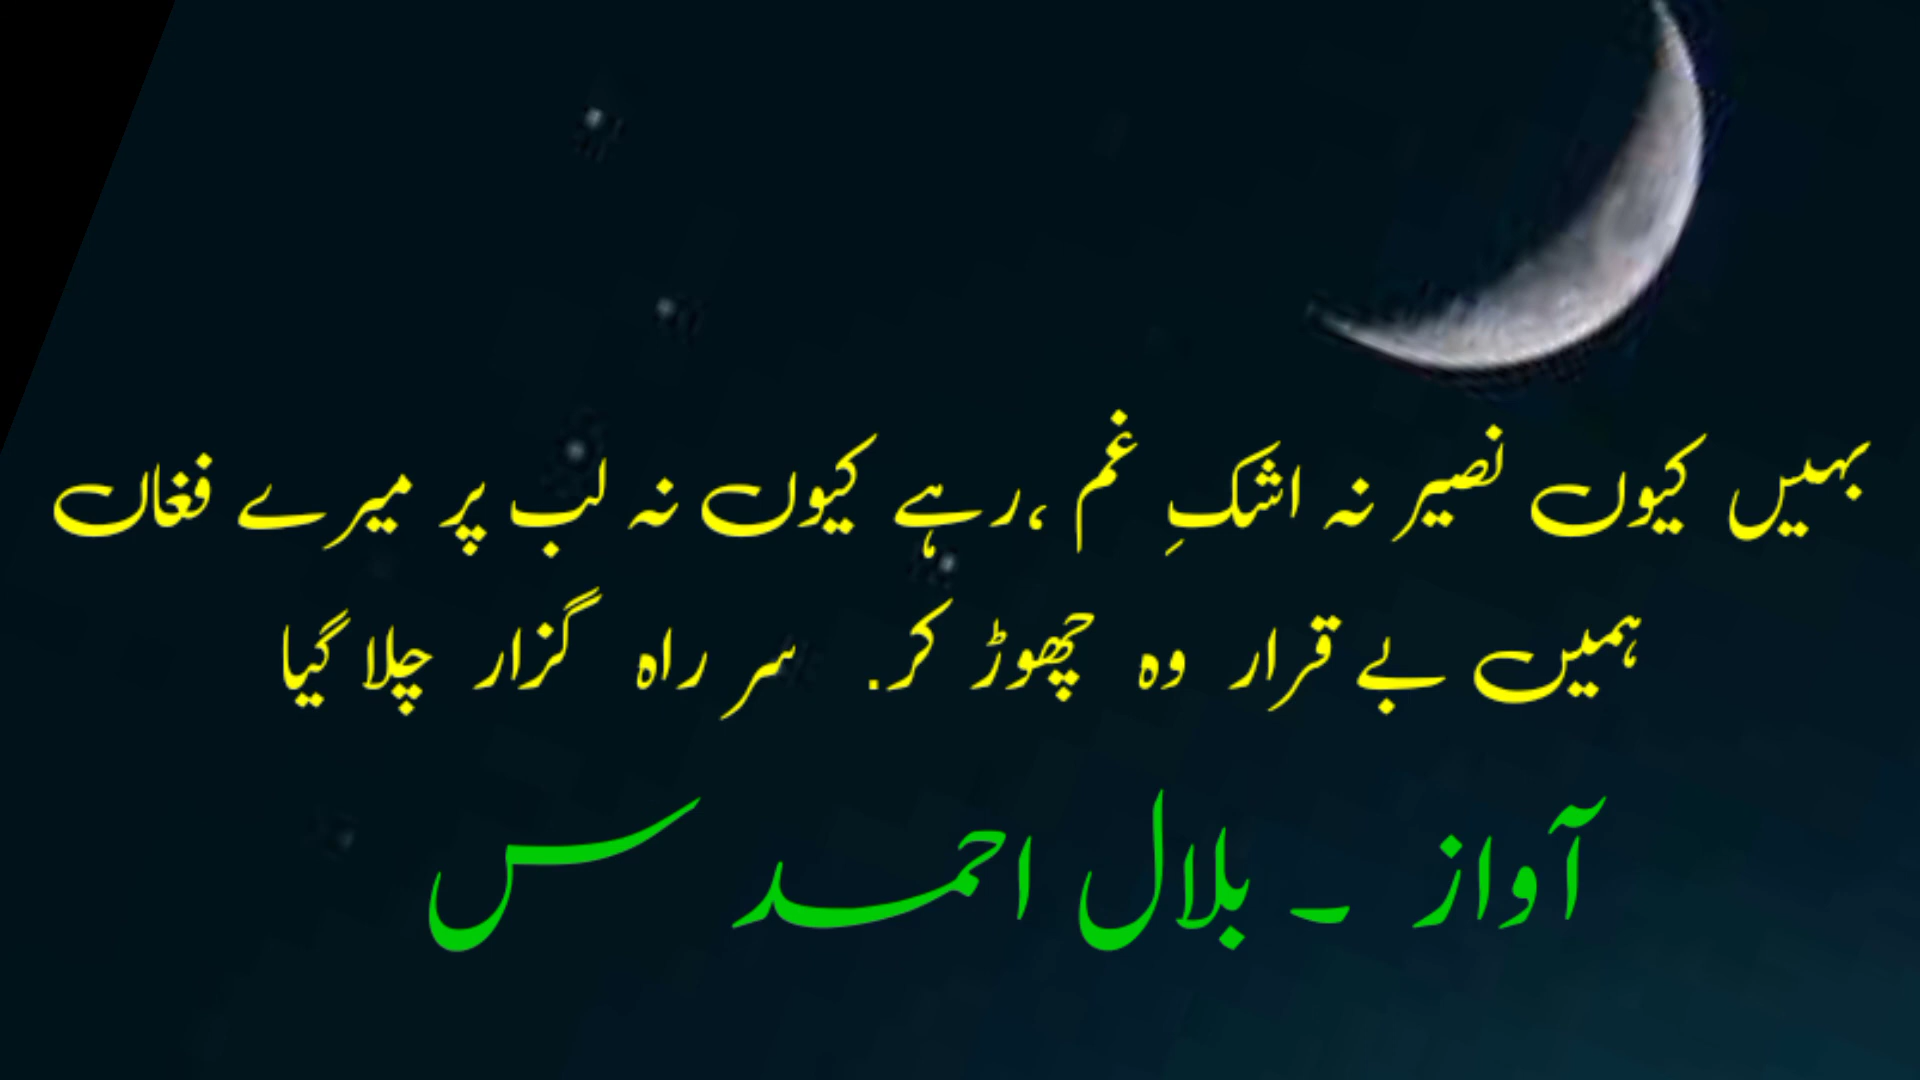 بہیں کیوں نصیر نہ اشکِ غم ،رہے کیوں نہ لب پر میرے فغاں
ہمیں بے قرار وہ چھوڑ کر. سر راہ گزار چلا گیا
آواز ۔ بلال احمد س